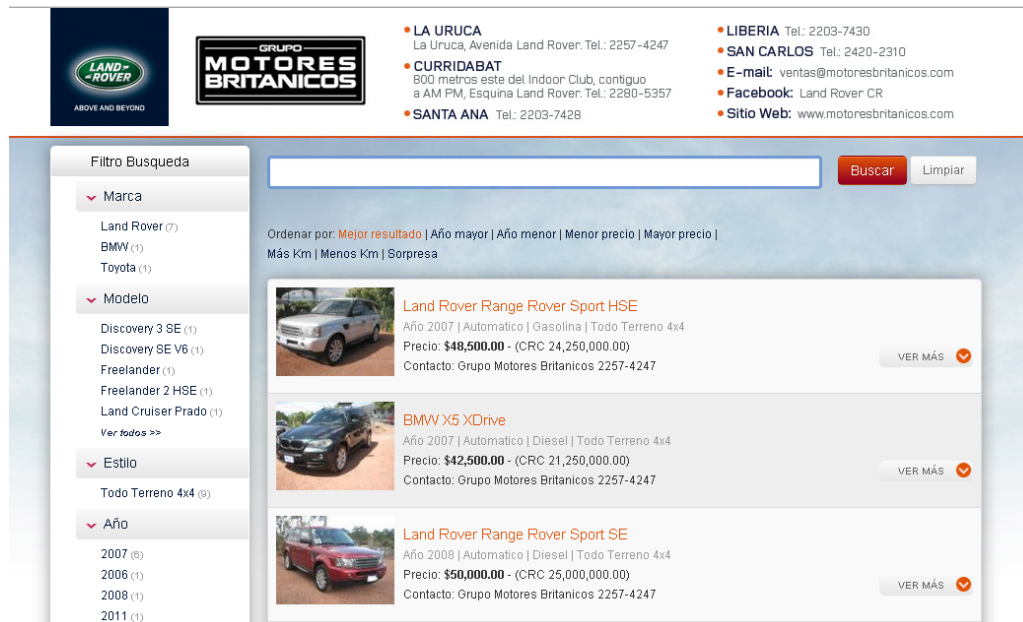 LAND-
-ROVER
ABOVE AND BEYOND
GRUPO
MOTORES
BRITANICOS
• LA URUCA
La Uruca, Avenida Land Rover. Tel.: 2257-4247
• CURRIDABAT
800 metros este del Indoor Club, contiguo
a AM PM, Esquina Land Rover. Tel.: 2280-5357
• SANTA ANA Tel.: 2203-7428
• LIBERIA Tel.: 2203-7430
• SAN CARLOS Tel.: 2420-2310
• E-mail: ventas@motoresbritanicos.com
• Facebook: Land Rover CR
• Sitio Web: www.motoresbritanicos.com
Filtro Busqueda
Marca
Land Rover (7)
BMW (1)
Toyota (1)
Modelo
Discovery 3 SE (1)
Discovery SE V6 (1)
Freelander (1)
Freelander 2 HSE (1)
Land Cruiser Prado (1)
Ver todos >>
Estilo
Todo Terreno 4x4 (9)
Año
2007 (6)
2006 (1)
2008 (1)
2011 (1)
Buscar
Limpiar
Ordenar por: Mejor resultado | Año mayor | Año menor | Menor precio | Mayor precio |
Más Km | Menos Km | Sorpresa
Land Rover Range Rover Sport HSE
Año 2007 | Automatico | Gasolina | Todo Terreno 4x4
Precio: $48,500.00 - (CRC 24,250,000.00)
Contacto: Grupo Motores Britanicos 2257-4247
VER MÁS
BMW X5 XDrive
Año 2007 | Automatico | Diesel | Todo Terreno 4x4
Precio: $42,500.00 - (CRC 21,250,000.00)
Contacto: Grupo Motores Britanicos 2257-4247
VER MÁS
Land Rover Range Rover Sport SE
Año 2008 | Automatico | Diesel | Todo Terreno 4x4
Precio: $50,000.00 - (CRC 25,000,000.00)
Contacto: Grupo Motores Britanicos 2257-4247
VER MÁS